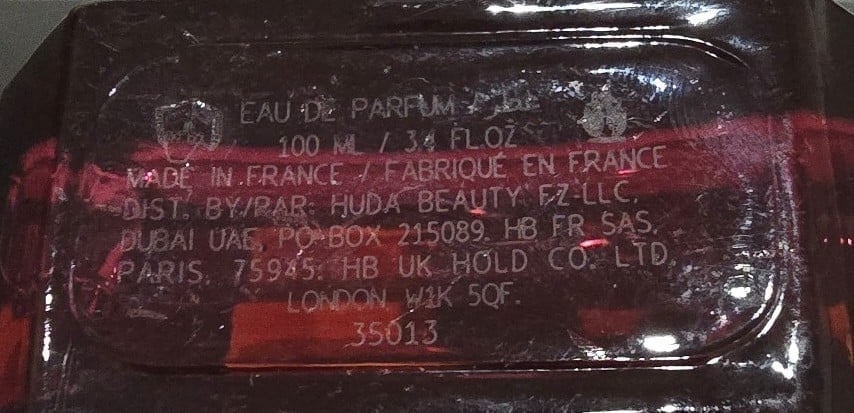 EAU DE PARFUM /
100 ML / 3.4 FL.OZ
MADE IN FRANCE / FABRIQUÉ EN FRANCE
DIST. BY/PAR: HUDA BEAUTY FZ-LLC,
DUBAI UAE, PO-BOX 215089. HB FR SAS,
PARIS, 75945. HB UK HOLD CO. LTD,
LONDON W1K 5QF.
35013